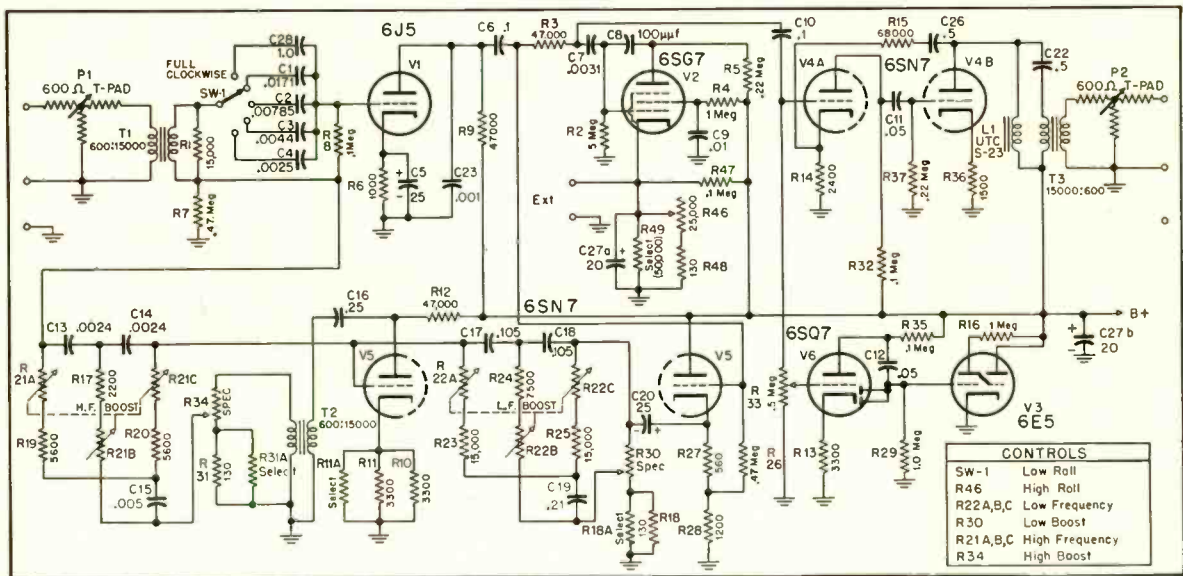 6J5
C6 .1
R3
47,000
C7
.0031
C8
100µµf
6SG7
V2
R5
.22 Meg
C10
.1
R15
68000
C26
.5
6SN7
V4A
V4B
C22
.5
P2
600Ω
T-PAD
C28
1.0
FULL
CLOCKWISE
SW-1
C1
.0171
C2
.00785
C3
.0044
C4
.0025
P1
600 Ω
T-PAD
T1
600:15000
R1
15,000
R7
.47 Meg
R8
.1Meg
V1
R6
1000
C5
25
C23
.001
R9
47000
R2
5 Meg
R4
1 Meg
C9
.01
R47
.1 Meg
Ext
C27a
20
R49
Select
(50000)
R46
25,000
R48
130
R14
2400
C11
.05
R37
.22 Meg
R36
1500
L1
UTC
S-23
T3
15000:600
R32
.1 Meg
C13
.0024
C14
.0024
C16
.25
R12
47,000
6SN7
B+
R
21A
R17
2200
R21C
H.F. BOOST
R19
5600
R21B
R20
5600
C15
.005
R34
SPEC
R
31
130
R31A
Select
T2
600:15000
V5
R11A
Select
R11
3300
R10
3300
C17
.105
C18
.105
R
22A
R24
7500
R22C
L.F. BOOST
R23
15,000
R22B
R25
15,000
C19
.21
C20
25
R30
Spec
R18A
Select
R18
130
V5
R27
560
R28
1200
R
33
.47 Meg
R
26
.5 Meg
6SQ7
V6
R13
3300
C12
.05
R35
.1 Meg
R29
1.0 Meg
R16
1 Meg
V3
6E5
C27b
20
CONTROLS
SW-1 Low Roll
R46 High Roll
R22A,B,C Low Frequency
R30 Low Boost
R21A,B,C High Frequency
R34 High Boost